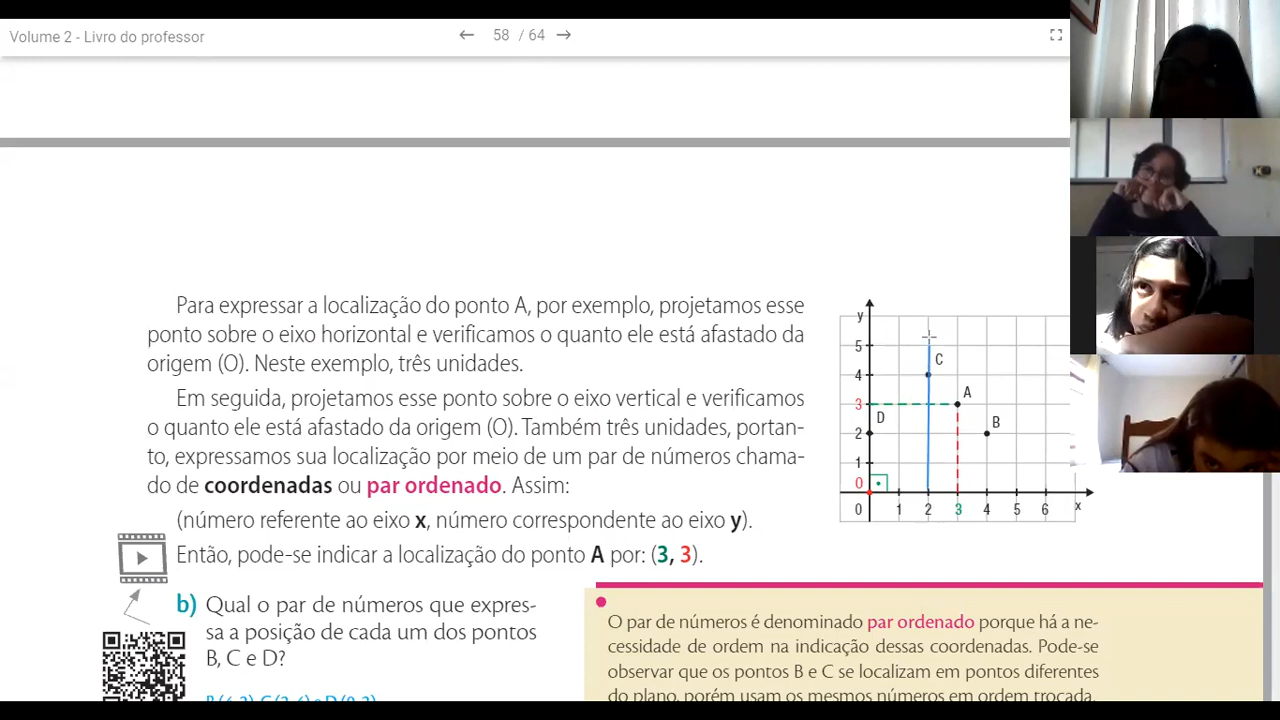 Volume 2 - Livro do professor
58 / 64
Para expressar a localização do ponto A, por exemplo, projetamos esse
ponto sobre o eixo horizontal e verificamos o quanto ele está afastado da
origem (O). Neste exemplo, três unidades.
Em seguida, projetamos esse ponto sobre o eixo vertical e verificamos
o quanto ele está afastado da origem (O). Também três unidades, portan-
to, expressamos sua localização por meio de um par de números chama-
do de coordenadas ou par ordenado. Assim:
(número referente ao eixo x, número correspondente ao eixo y).
Então, pode-se indicar a localização do ponto A por: (3, 3).
y
5
4
3
2
1
0
C
A
D
B
0 1 2 3 4 5 6 x
b) Qual o par de números que expres-
sa a posição de cada um dos pontos
B, C e D?
O par de números é denominado par ordenado porque há a ne-
cessidade de ordem na indicação dessas coordenadas. Pode-se
observar que os pontos B e C se localizam em pontos diferentes
do plano, porém usam os mesmos números em ordem trocada.